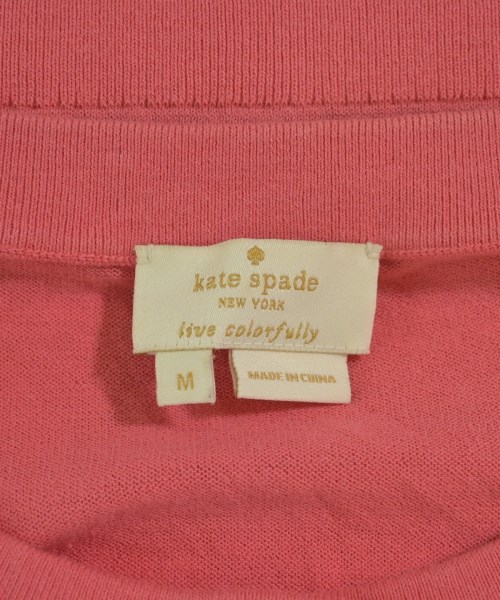 kate spade
NEW YORK
live colorfully
M
MADE IN CHINA